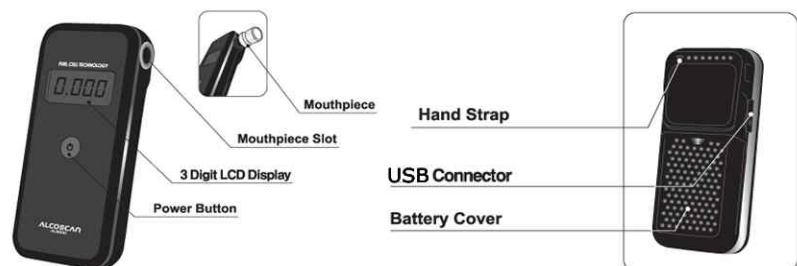 FUEL CELL TECHNOLOGY
0.000
Mouthpiece
Mouthpiece Slot
3 Digit LCD Display
Power Button
ALCOSCAN
Hand Strap
USB Connector
Battery Cover